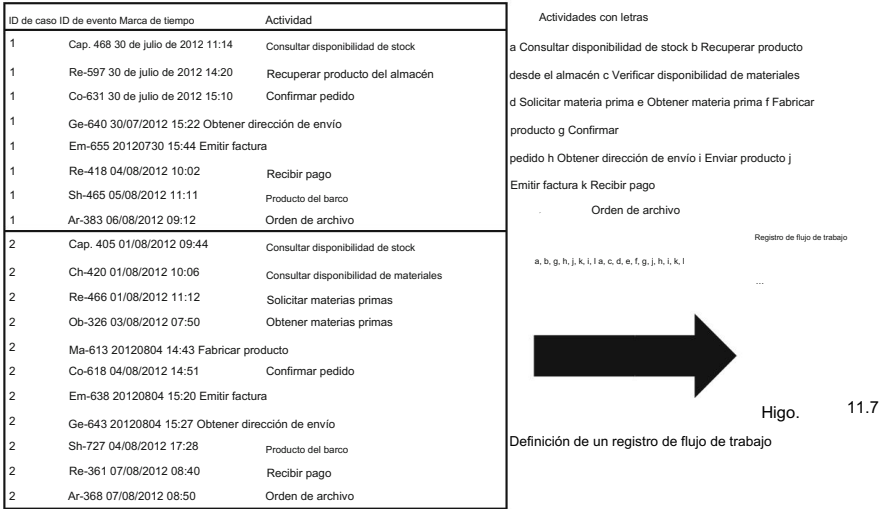 ID de caso ID de evento Marca de tiempo Actividad
1 Cap. 468 30 de julio de 2012 11:14 Consultar disponibilidad de stock
1 Re-597 30 de julio de 2012 14:20 Recuperar producto del almacén
1 Co-631 30 de julio de 2012 15:10 Confirmar pedido
1 Ge-640 30/07/2012 15:22 Obtener dirección de envío
1 Em-655 20120730 15:44 Emitir factura
1 Re-418 04/08/2012 10:02 Recibir pago
1 Sh-465 05/08/2012 11:11 Producto del barco
1 Ar-383 06/08/2012 09:12 Orden de archivo
2 Cap. 405 01/08/2012 09:44 Consultar disponibilidad de stock
2 Ch-420 01/08/2012 10:06 Consultar disponibilidad de materiales
2 Re-466 01/08/2012 11:12 Solicitar materias primas
2 Ob-326 03/08/2012 07:50 Obtener materias primas
2 Ma-613 20120804 14:43 Fabricar producto
2 Co-618 04/08/2012 14:51 Confirmar pedido
2 Em-638 20120804 15:20 Emitir factura
2 Ge-643 20120804 15:27 Obtener dirección de envío
2 Sh-727 04/08/2012 17:28 Producto del barco
2 Re-361 07/08/2012 08:40 Recibir pago
2 Ar-368 07/08/2012 08:50 Orden de archivo
Actividades con letras
a Consultar disponibilidad de stock b Recuperar producto
desde el almacén c Verificar disponibilidad de materiales
d Solicitar materia prima e Obtener materia prima f Fabricar
producto g Confirmar
pedido h Obtener dirección de envío i Enviar producto j
Emitir factura k Recibir pago
Orden de archivo
Registro de flujo de trabajo
a, b, g, h, j, k, i, l a, c, d, e, f, g, j, h, i, k, l
...
Higo. 11.7
Definición de un registro de flujo de trabajo